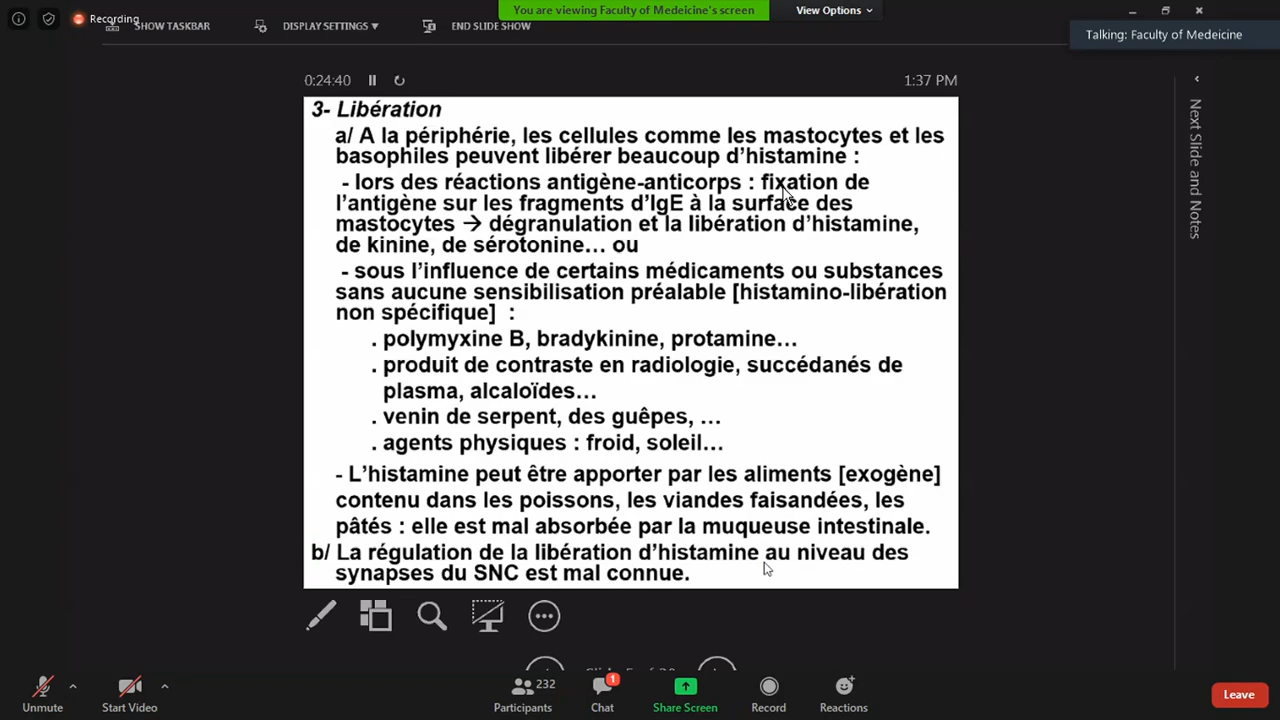 Recording
SHOW TASKBAR
DISPLAY SETTINGS ▾
END SLIDE SHOW
You are viewing Faculty of Medeicine's screen
View Options
Talking: Faculty of Medeicine
0:24:40
1:37 PM
3- Libération
a/ A la périphérie, les cellules comme les mastocytes et les
basophiles peuvent libérer beaucoup d'histamine :
- lors des réactions antigène-anticorps : fixation de
l'antigène sur les fragments d'IgE à la surface des
mastocytes → dégranulation et la libération d'histamine,
de kinine, de sérotonine… ou
- sous l'influence de certains médicaments ou substances
sans aucune sensibilisation préalable [histamino-libération
non spécifique] :
. polymyxine B, bradykinine, protamine…
. produit de contraste en radiologie, succédanés de
plasma, alcaloïdes…
. venin de serpent, des guêpes, …
. agents physiques : froid, soleil…
- L'histamine peut être apporter par les aliments [exogène]
contenu dans les poissons, les viandes faisandées, les
pâtés : elle est mal absorbée par la muqueuse intestinale.
b/ La régulation de la libération d'histamine au niveau des
synapses du SNC est mal connue.
Next Slide and Notes
Unmute
Start Video
232
Participants
1
Chat
Share Screen
Record
Reactions
Leave